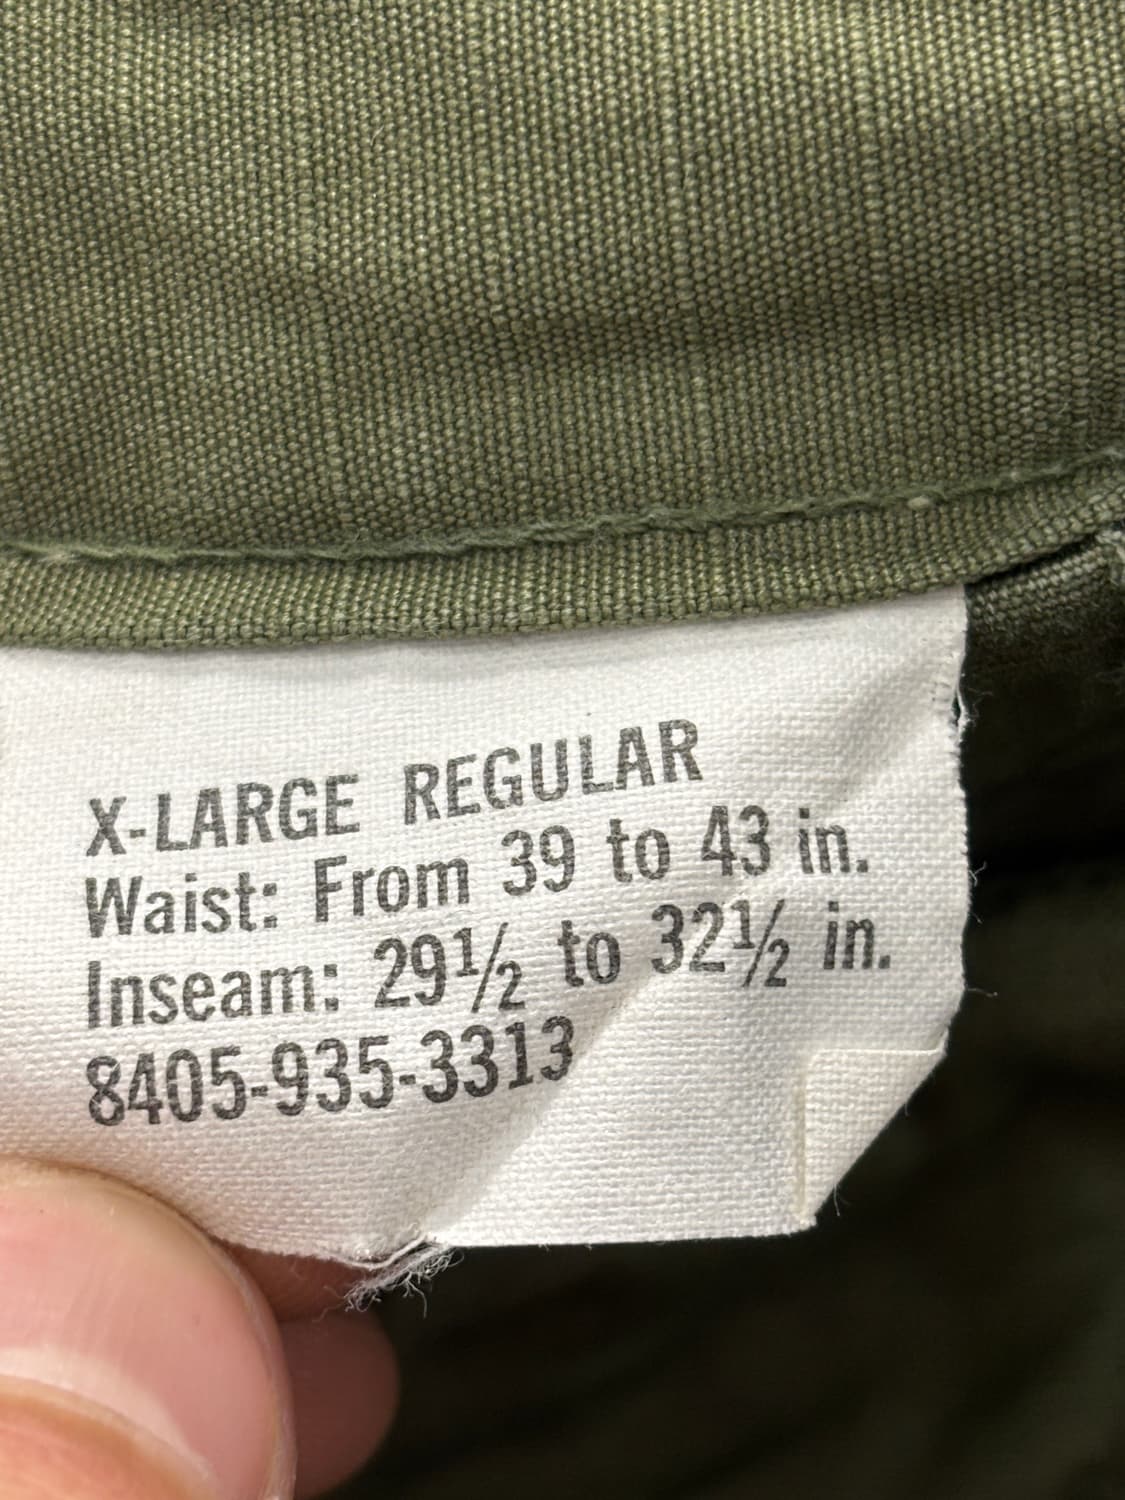 X-LARGE REGULAR
Waist: From 39 to 43 in.
Inseam: 29½ to 32½ in.
8405-935-3313